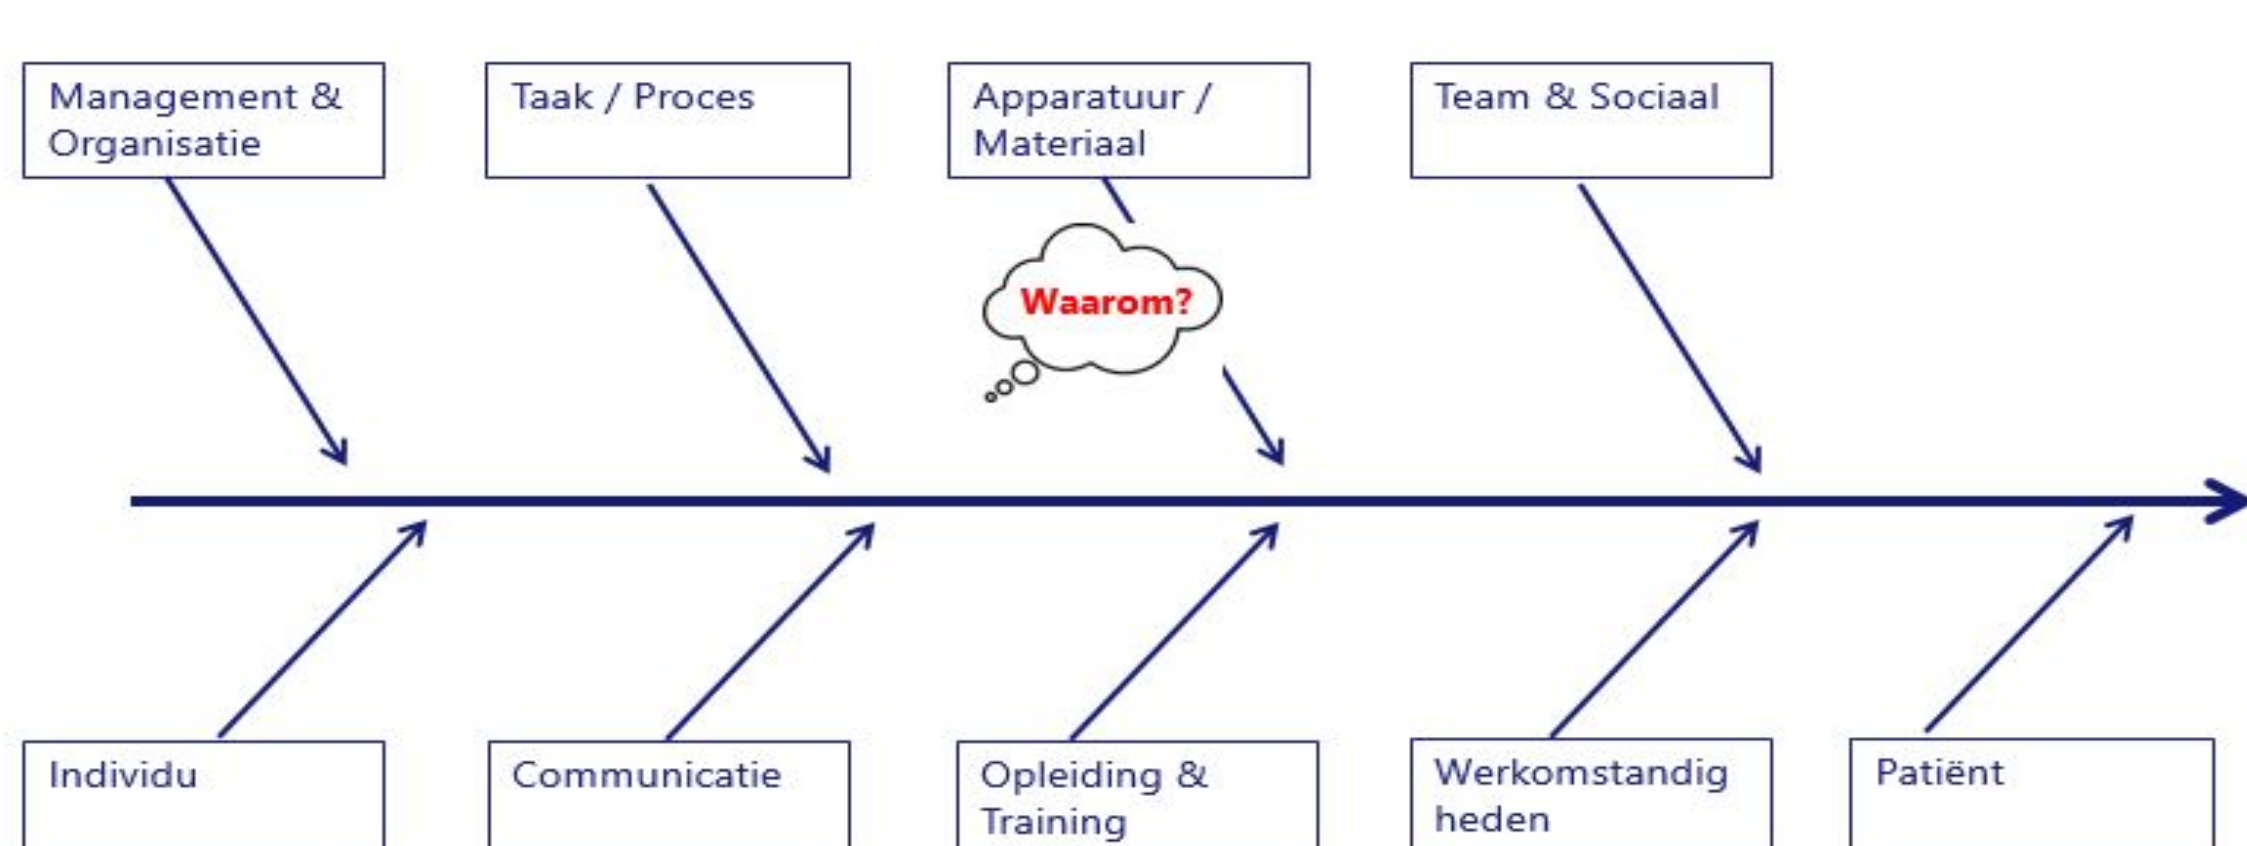 Management &
Organisatie
Taak / Proces
Apparatuur /
Materiaal
Team & Sociaal
Waarom?
Individu
Communicatie
Opleiding &
Training
Werkomstandig
heden
Patiënt